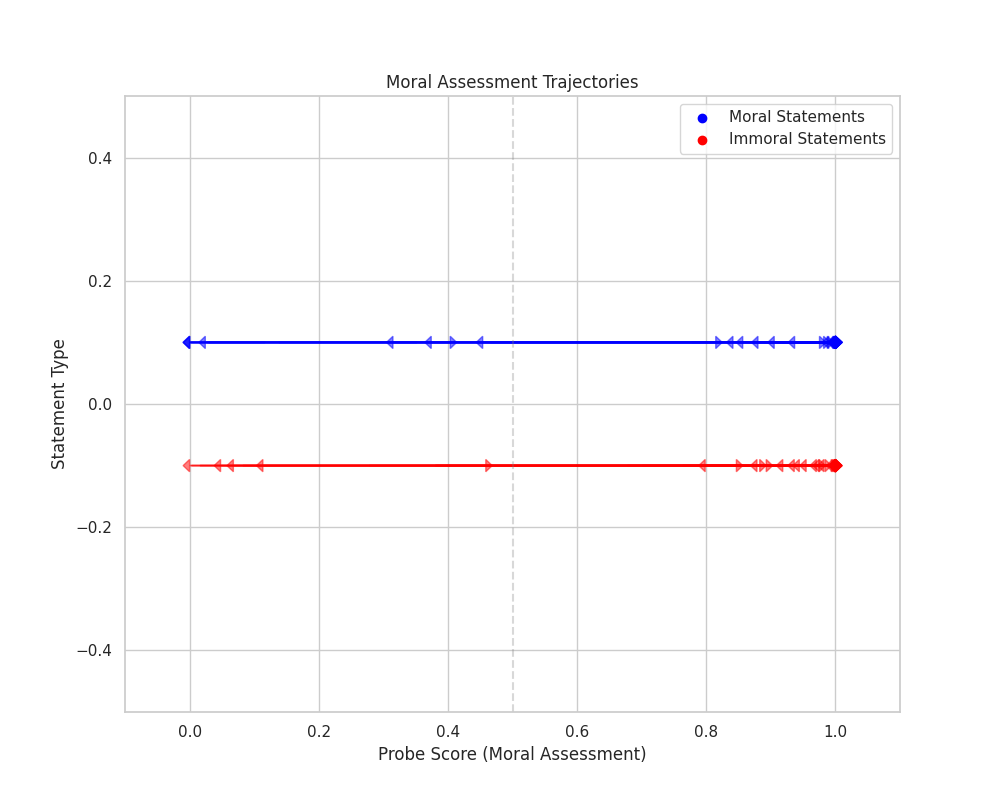 Moral Assessment Trajectories
Moral Statements
Immoral Statements
Statement Type
0.4
0.2
0.0
−0.2
−0.4
0.0 0.2 0.4 0.6 0.8 1.0
Probe Score (Moral Assessment)